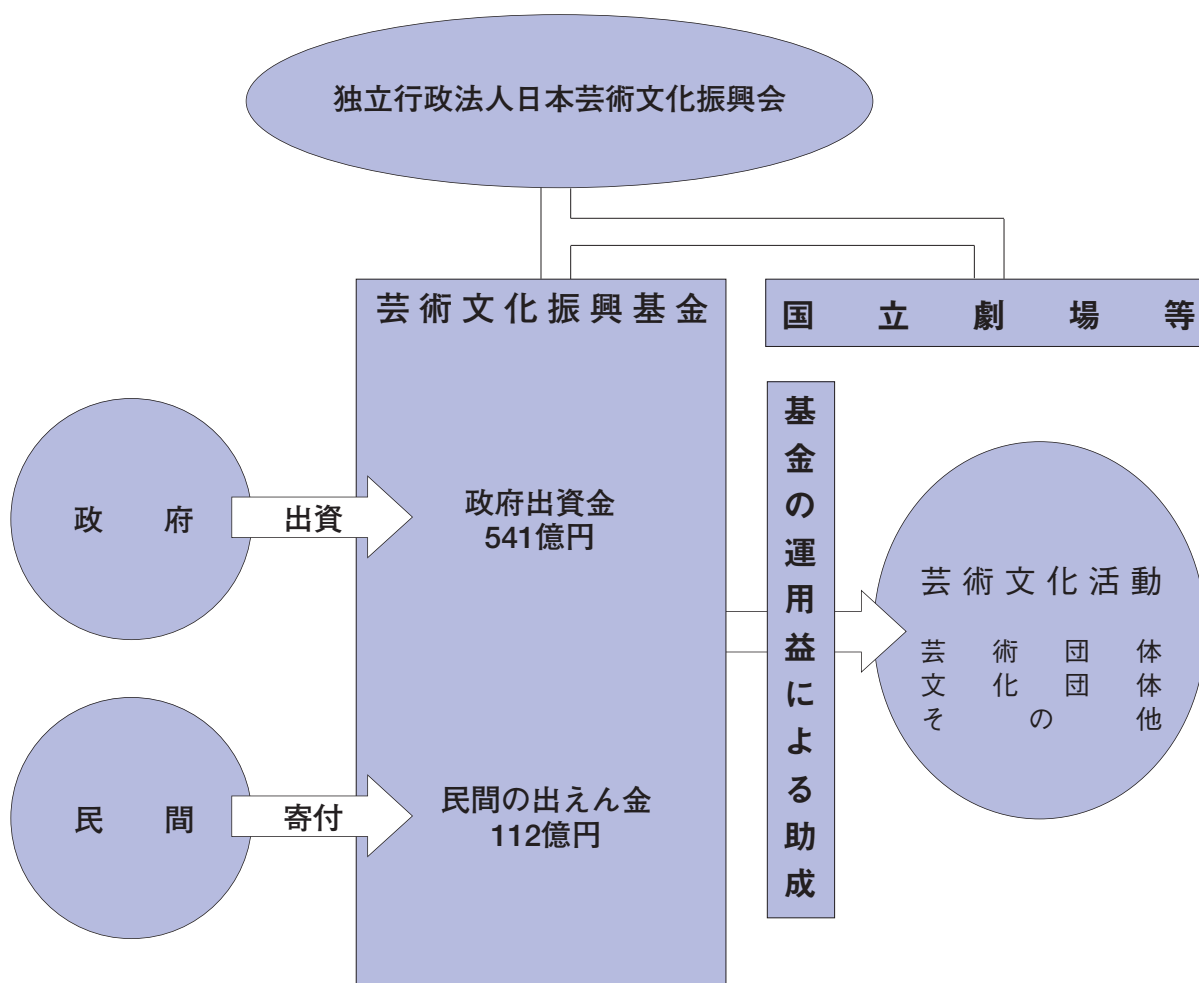 独立行政法人日本芸術文化振興会
芸術文化振興基金
国立劇場等
政府
出資
政府出資金
541億円
民間
寄付
民間の出えん金
112億円
基金の運用益による助成
芸術文化活動
芸術団体
文化団体
その他